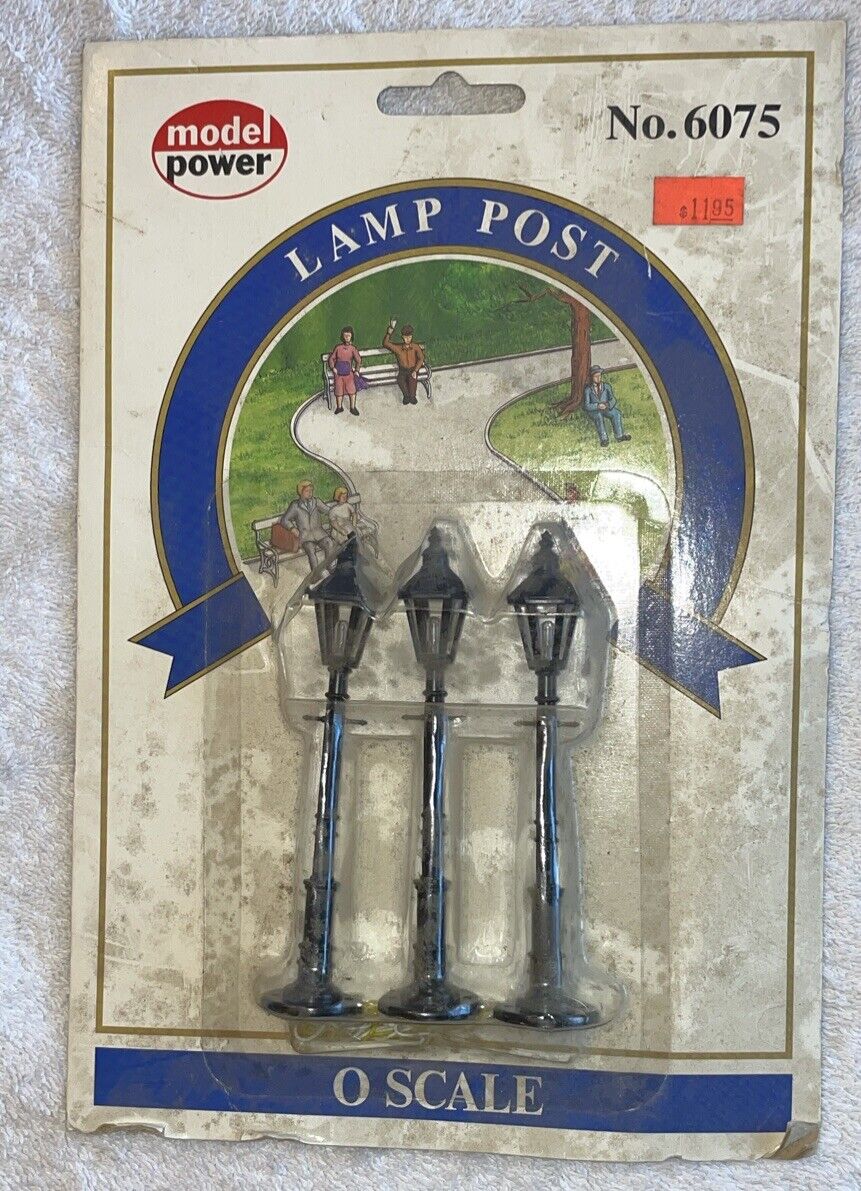 model
power
No. 6075
$11.95
LAMP POST
O SCALE